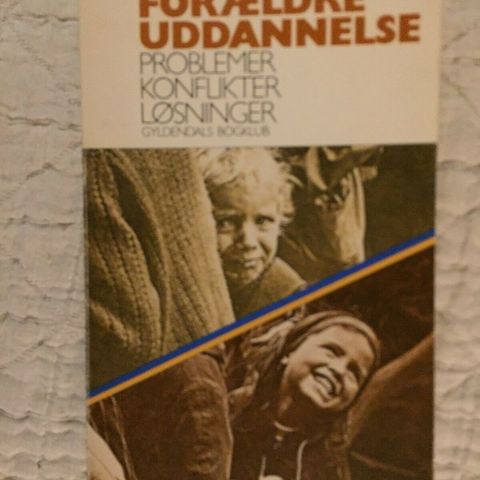 FORÆLDRE
UDDANNELSE
PROBLEMER
KONFLIKTER
LØSNINGER
GYLDENDALS BOGKLUB